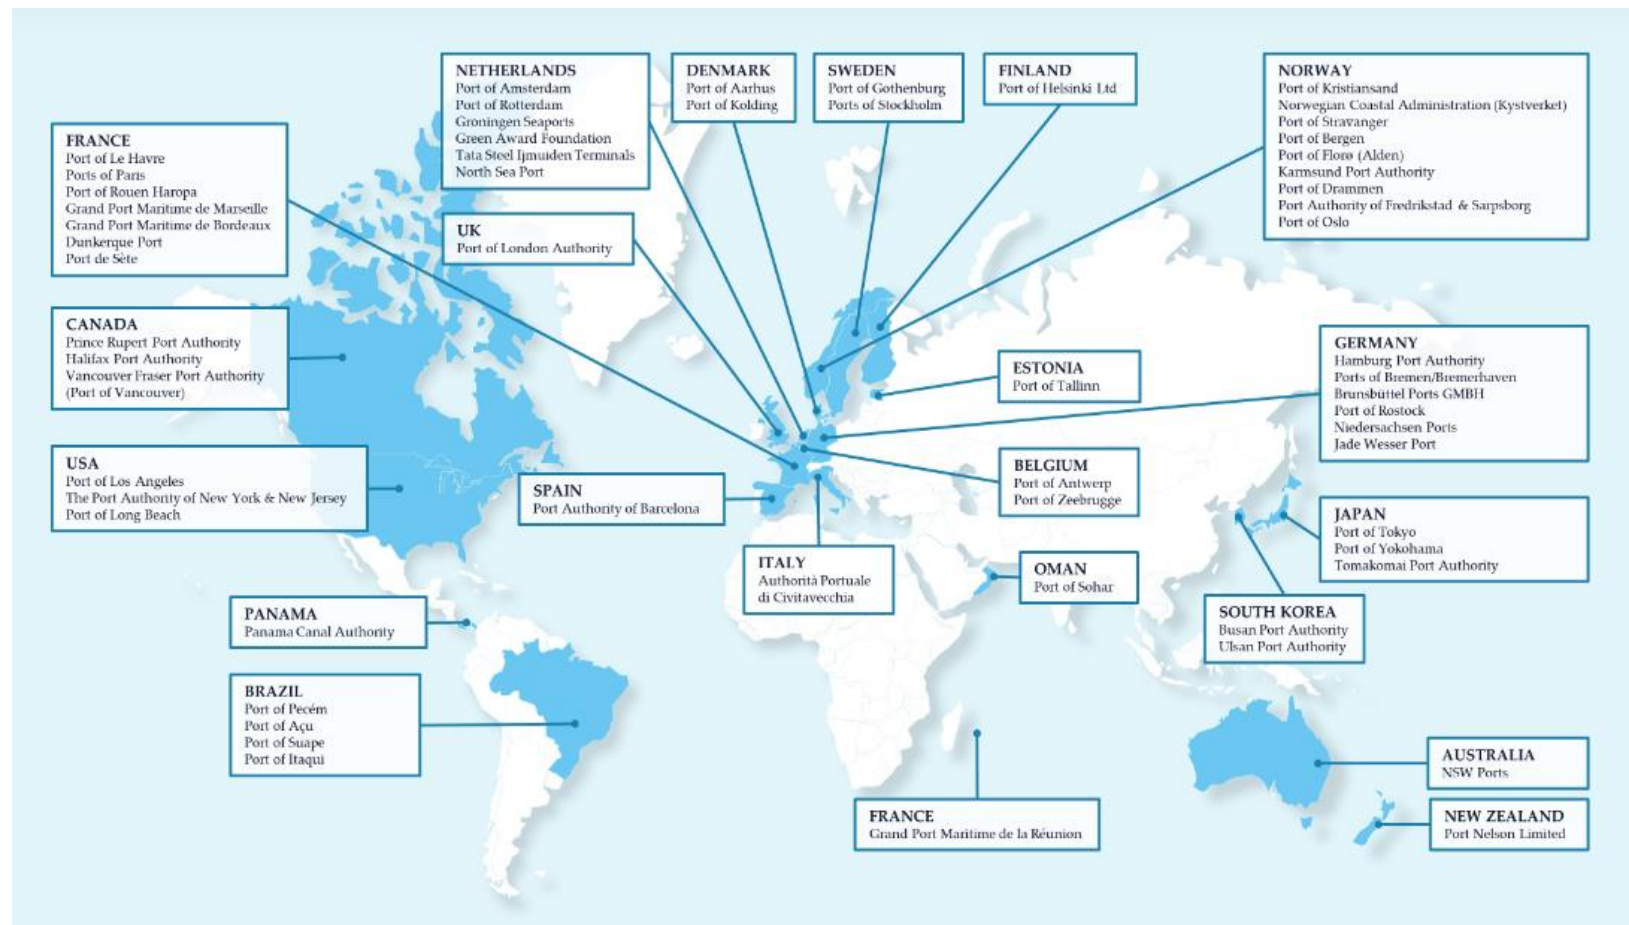 NETHERLANDS
Port of Amsterdam
Port of Rotterdam
Groningen Seaports
Green Award Foundation
Tata Steel Ijmuiden Terminals
North Sea Port
DENMARK
Port of Aarhus
Port of Kolding
SWEDEN
Port of Gothenburg
Ports of Stockholm
FINLAND
Port of Helsinki Ltd
NORWAY
Port of Kristiansand
Norwegian Coastal Administration (Kystverket)
Port of Stravanger
Port of Bergen
Port of Florø (Alden)
Karmsund Port Authority
Port of Drammen
Port Authority of Fredrikstad & Sarpsborg
Port of Oslo
FRANCE
Port of Le Havre
Ports of Paris
Port of Rouen Haropa
Grand Port Maritime de Marseille
Grand Port Maritime de Bordeaux
Dunkerque Port
Port de Sète
UK
Port of London Authority
CANADA
Prince Rupert Port Authority
Halifax Port Authority
Vancouver Fraser Port Authority
(Port of Vancouver)
ESTONIA
Port of Tallinn
GERMANY
Hamburg Port Authority
Ports of Bremen/Bremerhaven
Brunsbüttel Ports GMBH
Port of Rostock
Niedersachsen Ports
Jade Wesser Port
USA
Port of Los Angeles
The Port Authority of New York & New Jersey
Port of Long Beach
SPAIN
Port Authority of Barcelona
BELGIUM
Port of Antwerp
Port of Zeebrugge
JAPAN
Port of Tokyo
Port of Yokohama
Tomakomai Port Authority
ITALY
Authorità Portuale
di Civitavecchia
OMAN
Port of Sohar
PANAMA
Panama Canal Authority
SOUTH KOREA
Busan Port Authority
Ulsan Port Authority
BRAZIL
Port of Pecém
Port of Açu
Port of Suape
Port of Itaqui
AUSTRALIA
NSW Ports
FRANCE
Grand Port Maritime de la Réunion
NEW ZEALAND
Port Nelson Limited